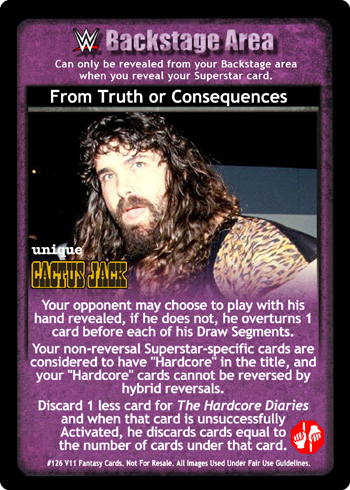 W Backstage Area
Can only be revealed from your Backstage area
when you reveal your Superstar card.
From Truth or Consequences
unique
CACTUS JACK
Your opponent may choose to play with his
hand revealed, if he does not, he overturns 1
card before each of his Draw Segments.
Your non-reversal Superstar-specific cards are
considered to have "Hardcore" in the title, and
your "Hardcore" cards cannot be reversed by
hybrid reversals.
Discard 1 less card for The Hardcore Diaries
and when that card is unsuccessfully
Activated, he discards cards equal to
the number of cards under that card.
#126 V11 Fantasy Cards. Not For Resale. All Images Used Under Fair Use Guidelines.